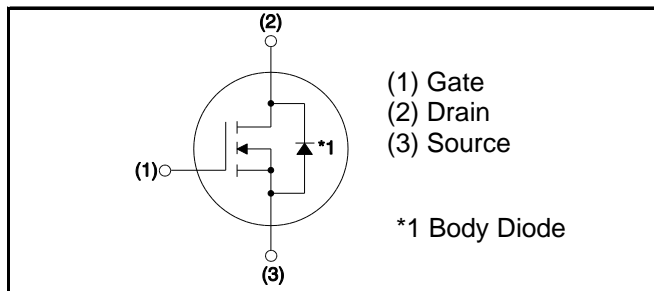 (2)
(1) Gate
(2) Drain
(3) Source
*1
(1)
*1 Body Diode
(3)